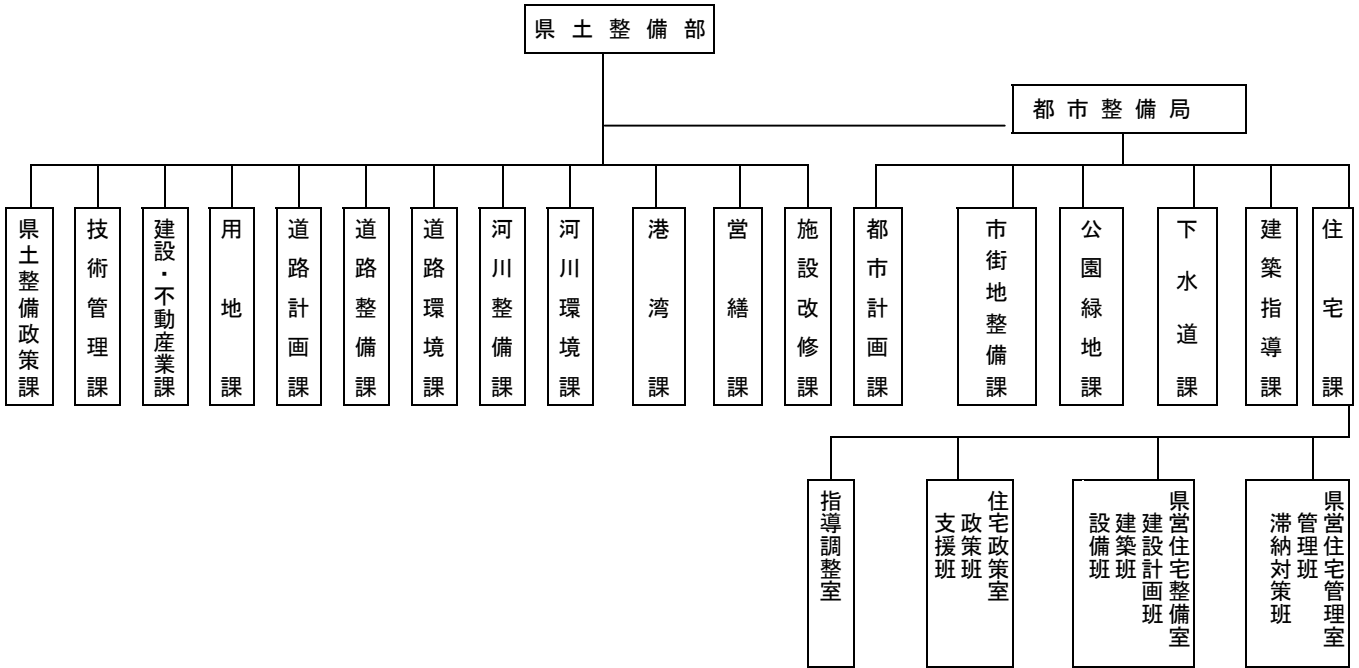 県土整備部
都市整備局
県土整備政策課
技術管理課
建設・不動産業課
用地課
道路計画課
道路整備課
道路環境課
河川整備課
河川環境課
港湾課
営繕課
施設改修課
都市計画課
市街地整備課
公園緑地課
下水道課
建築指導課
住宅課
指導調整室
住宅政策室
政策班
支援班
県営住宅整備室
建設計画班
建築班
設備班
県営住宅管理室
管理班
滞納対策班